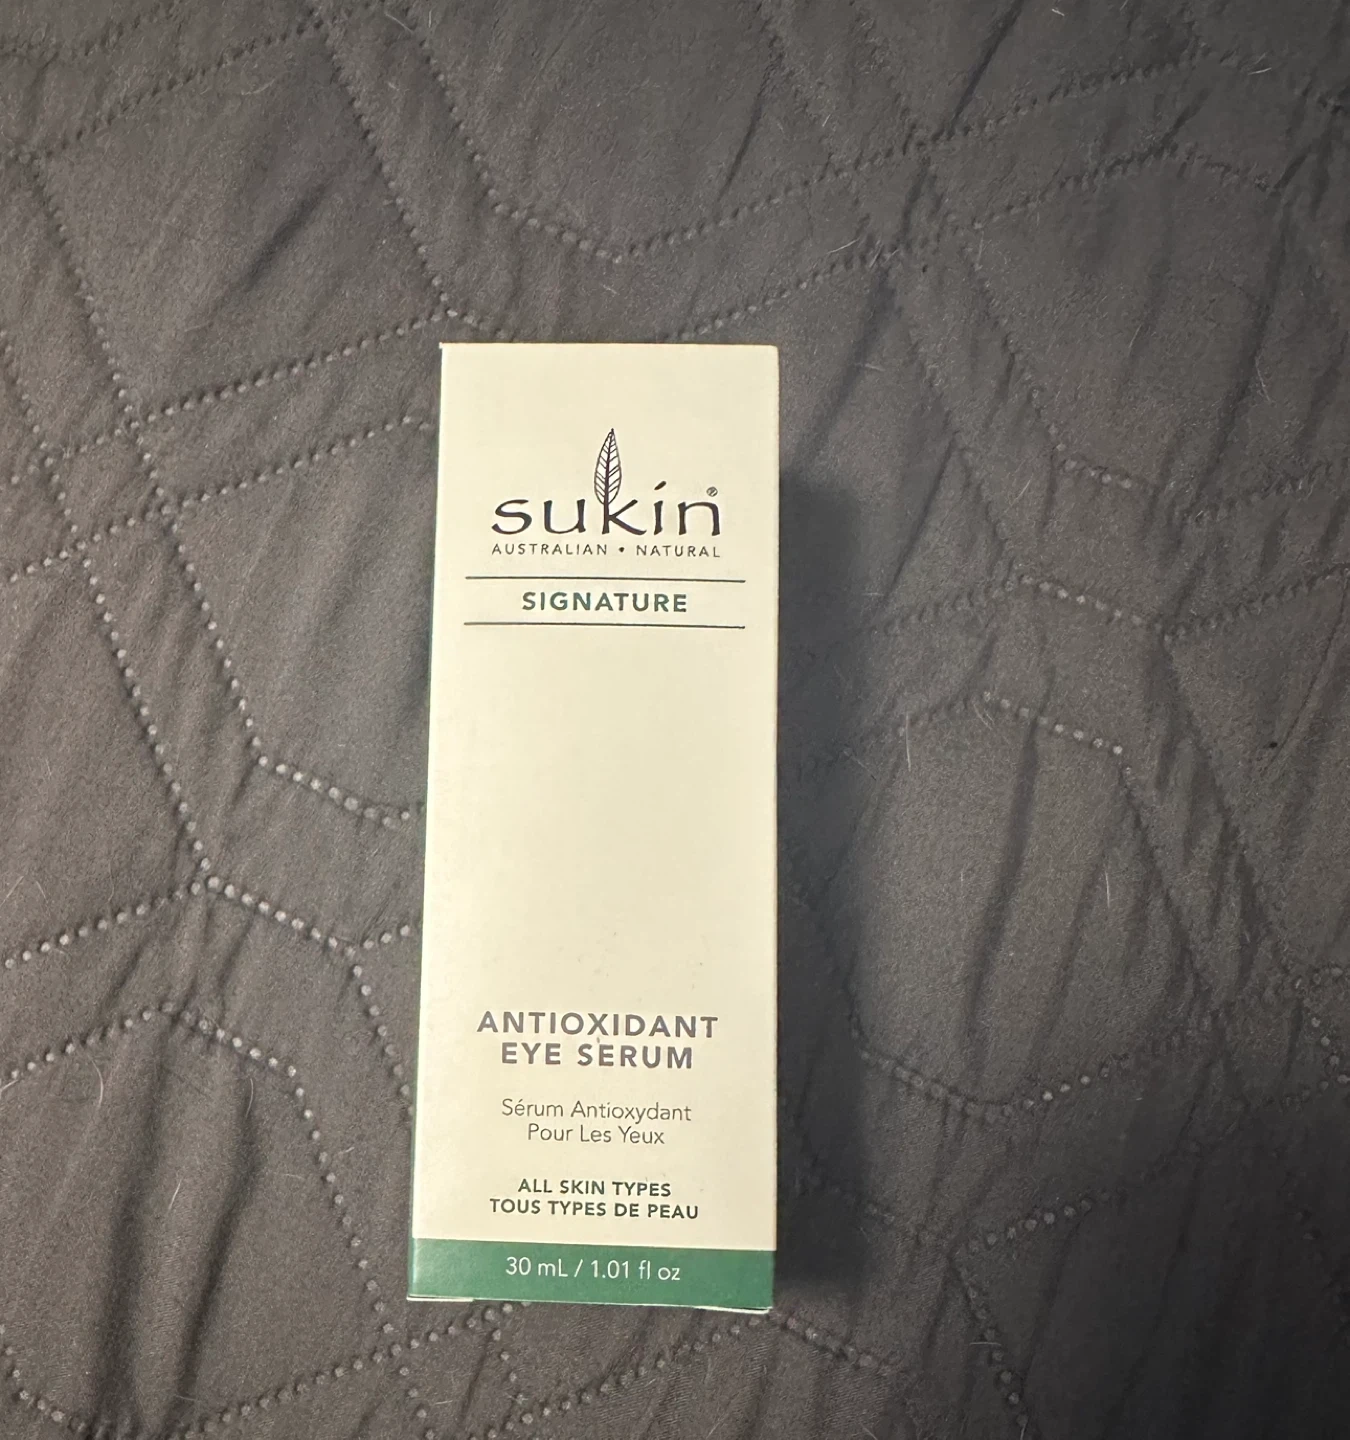 sukin®
AUSTRALIAN • NATURAL
SIGNATURE
ANTIOXIDANT
EYE SERUM
Sérum Antioxydant
Pour Les Yeux
ALL SKIN TYPES
TOUS TYPES DE PEAU
30 mL / 1.01 fl oz